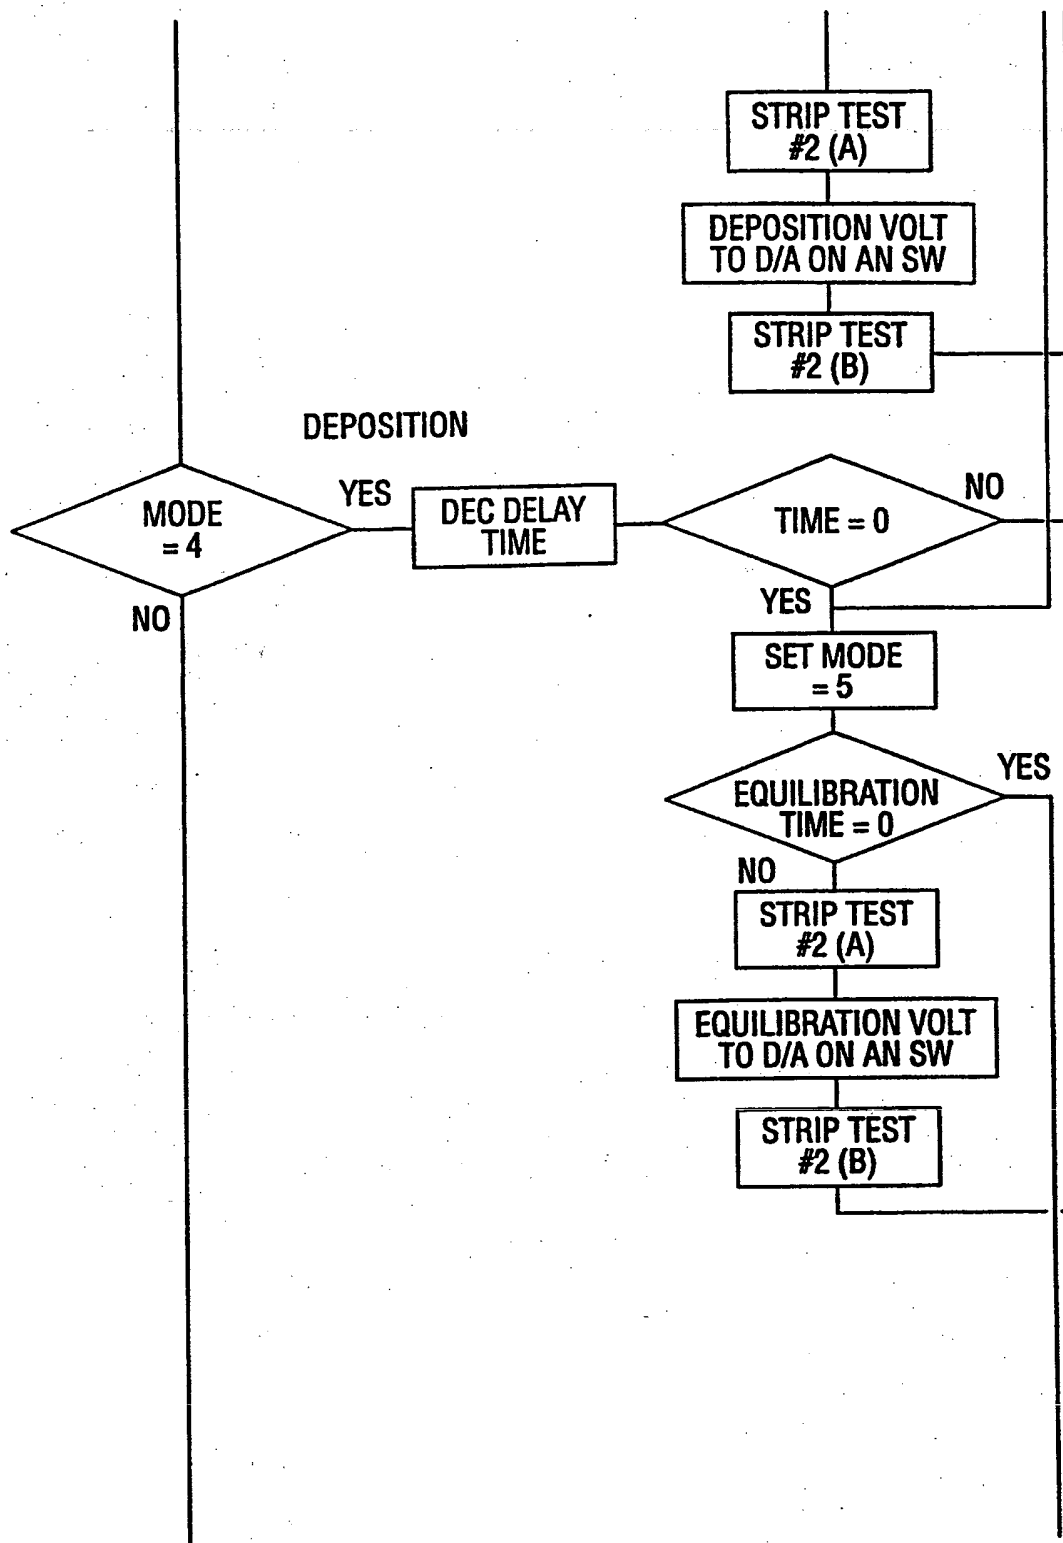 STRIP TEST
#2 (A)
DEPOSITION VOLT
TO D/A ON AN SW
STRIP TEST
#2 (B)
DEPOSITION
MODE
= 4
YES
NO
DEC DELAY
TIME
TIME = 0
NO
YES
SET MODE
= 5
EQUILIBRATION
TIME = 0
YES
NO
STRIP TEST
#2 (A)
EQUILIBRATION VOLT
TO D/A ON AN SW
STRIP TEST
#2 (B)